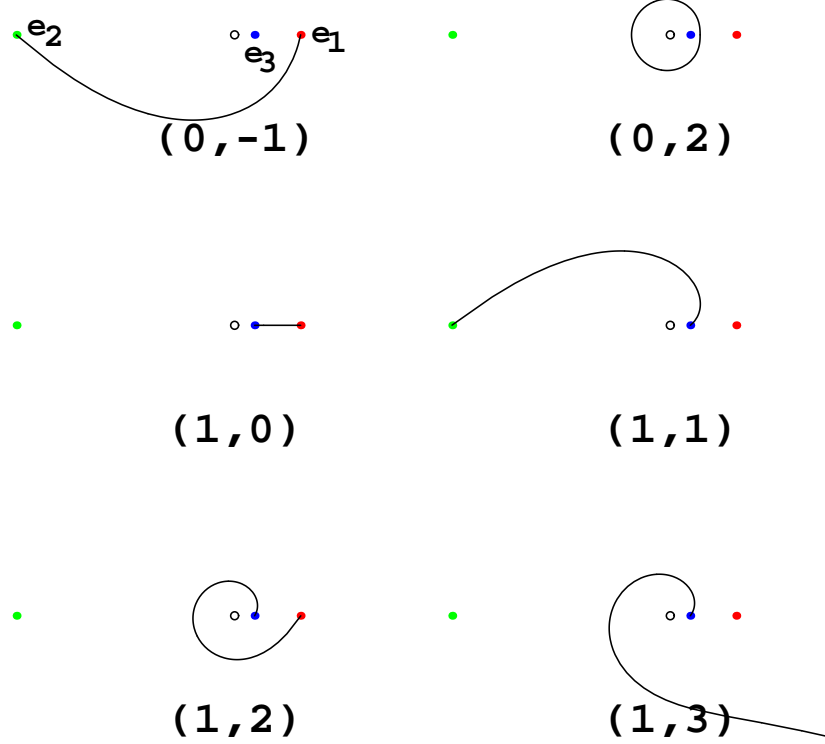 e2 e3 e1
(0,-1) (0,2)
(1,0) (1,1)
(1,2) (1,3)